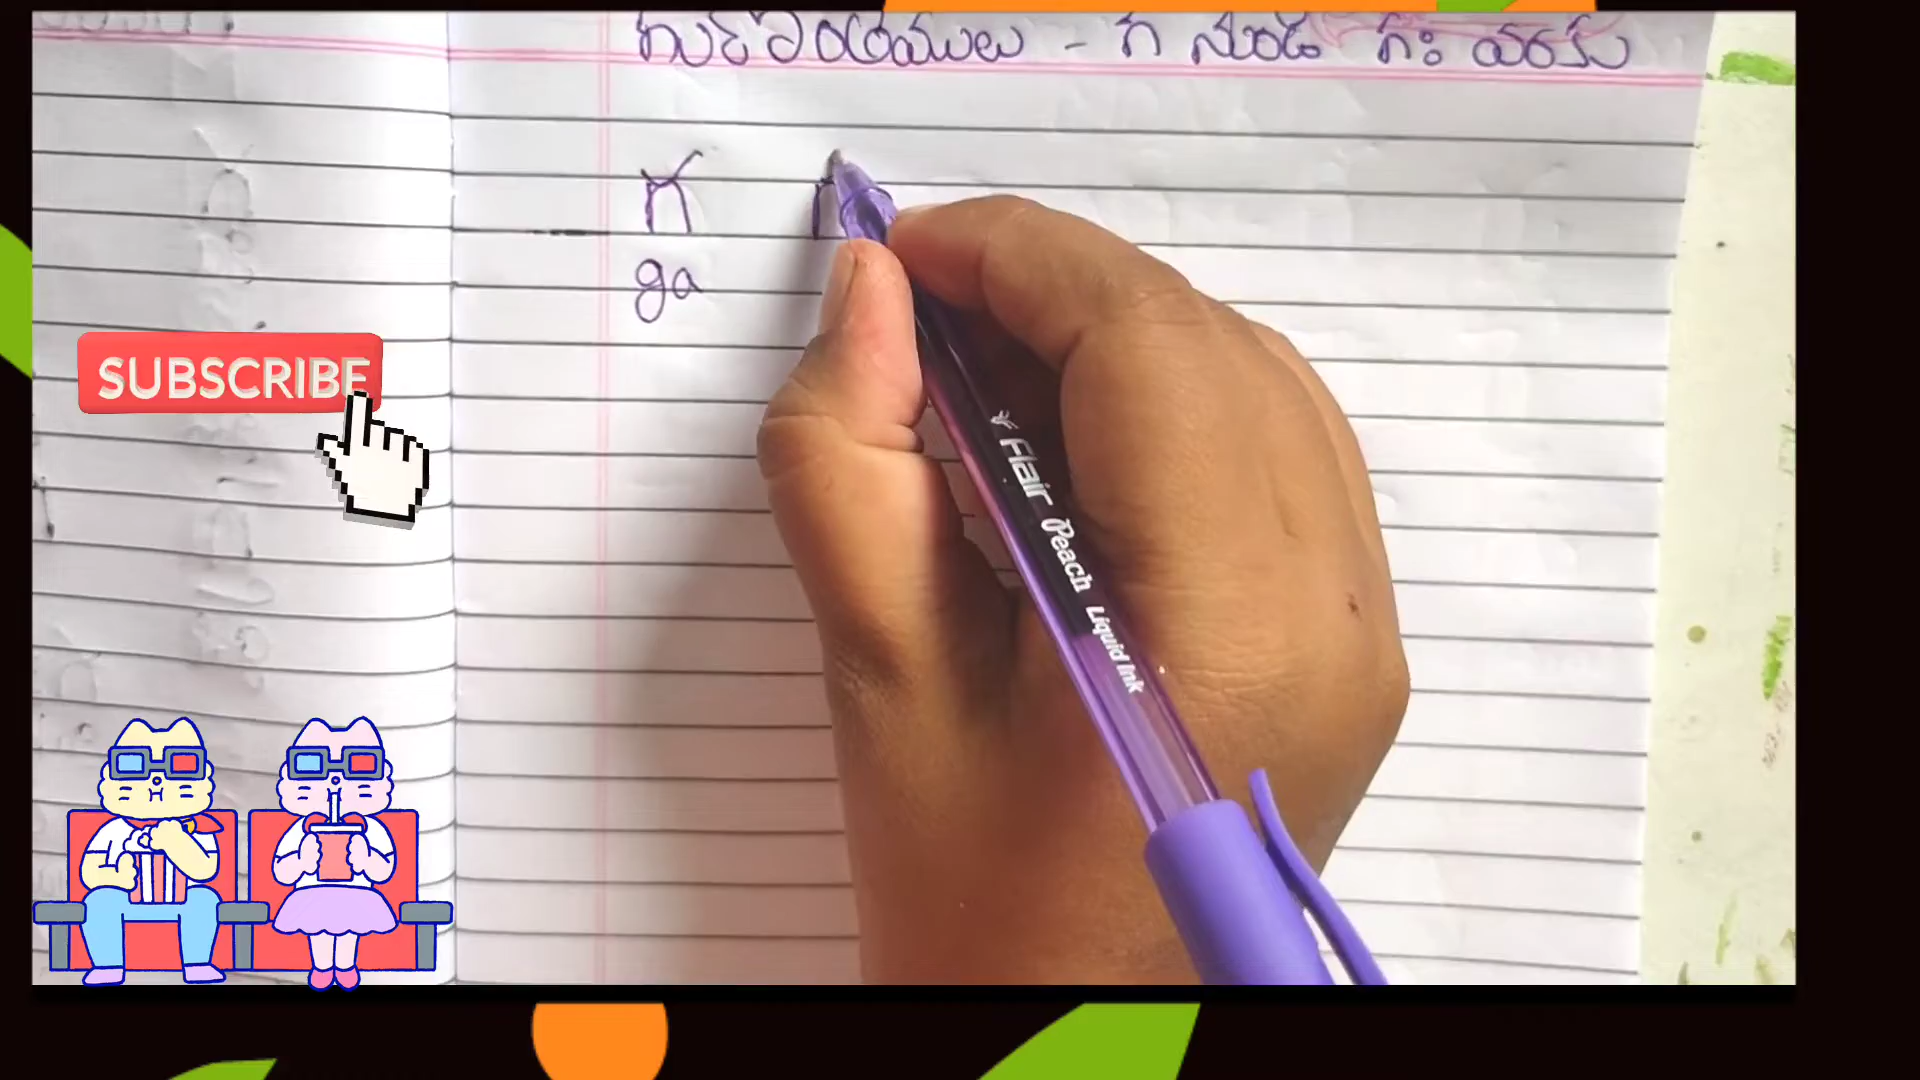 గుణింతములు - గ నుండి గః వరకు
గ
ga
SUBSCRIBE
Flair Peach Liquid Ink